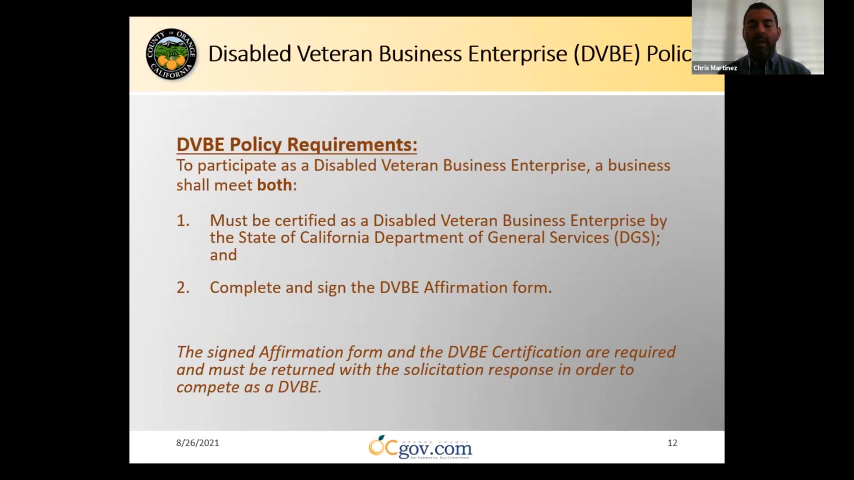 COUNTY OF ORANGE
CALIFORNIA
Disabled Veteran Business Enterprise (DVBE) Polic
Chris Martinez
DVBE Policy Requirements:
To participate as a Disabled Veteran Business Enterprise, a business
shall meet both:
1. Must be certified as a Disabled Veteran Business Enterprise by
the State of California Department of General Services (DGS);
and
2. Complete and sign the DVBE Affirmation form.
The signed Affirmation form and the DVBE Certification are required
and must be returned with the solicitation response in order to
compete as a DVBE.
8/26/2021
OCgov.com
12